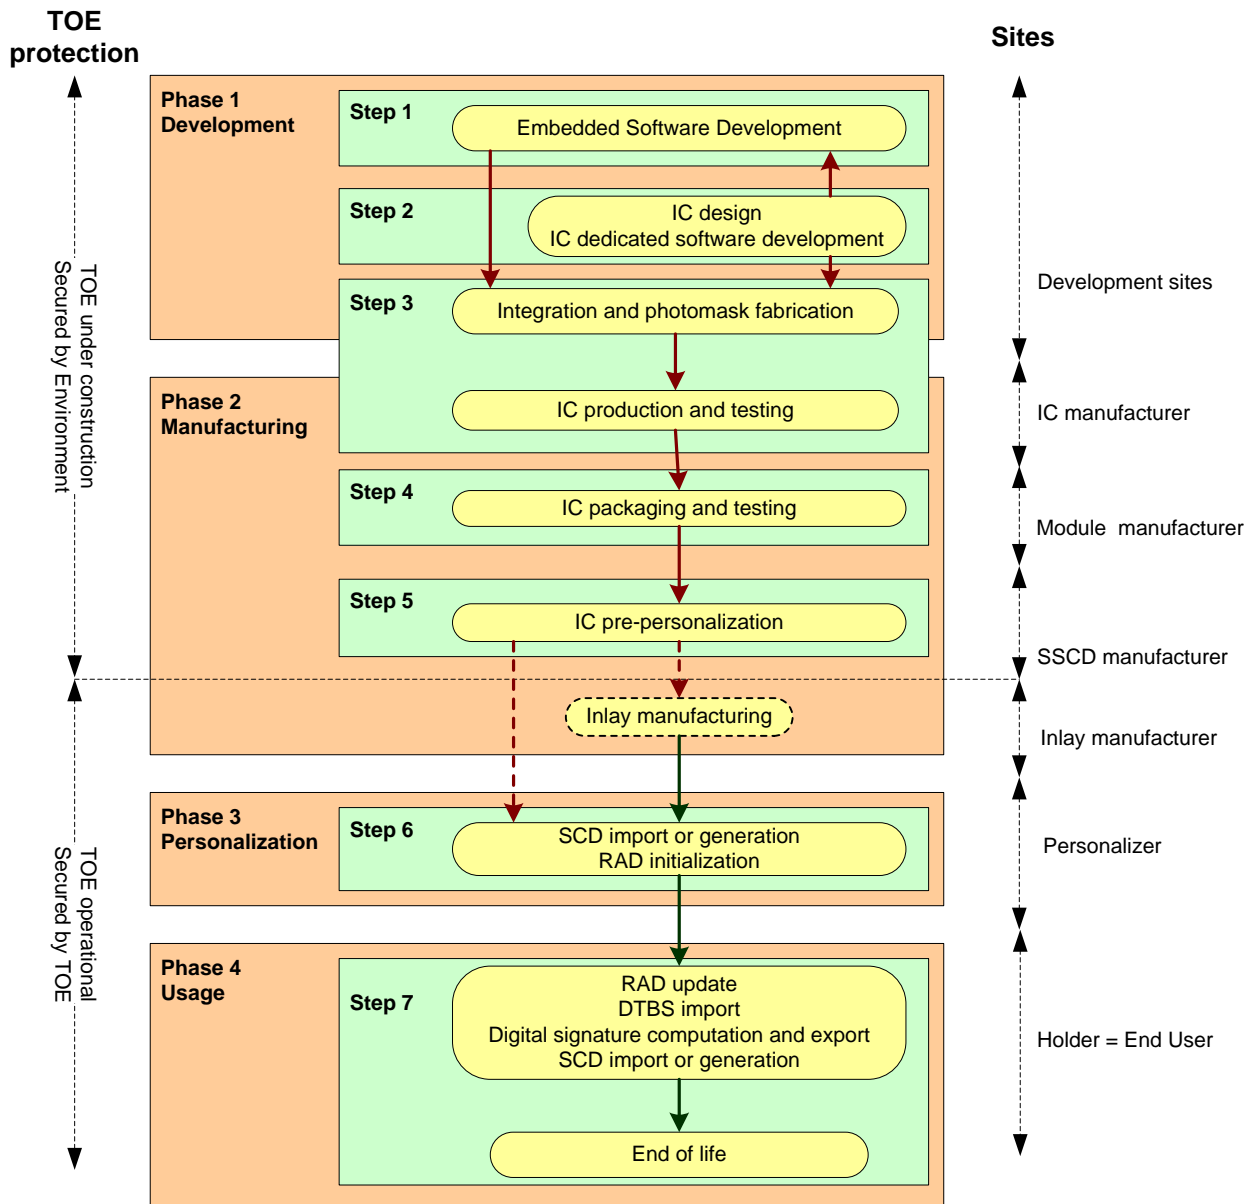 TOE
protection
Sites
Phase 1
Development
Step 1
Embedded Software Development
Step 2
IC design
IC dedicated software development
Step 3
Integration and photomask fabrication
Development sites
TOE under construction
Secured by Environment
Phase 2
Manufacturing
IC production and testing
IC manufacturer
Step 4
IC packaging and testing
Module manufacturer
Step 5
IC pre-personalization
SSCD manufacturer
Inlay manufacturing
Inlay manufacturer
Phase 3
Personalization
Step 6
SCD import or generation
RAD initialization
Personalizer
TOE operational
Secured by TOE
Phase 4
Usage
Step 7
RAD update
DTBS import
Digital signature computation and export
SCD import or generation
Holder = End User
End of life